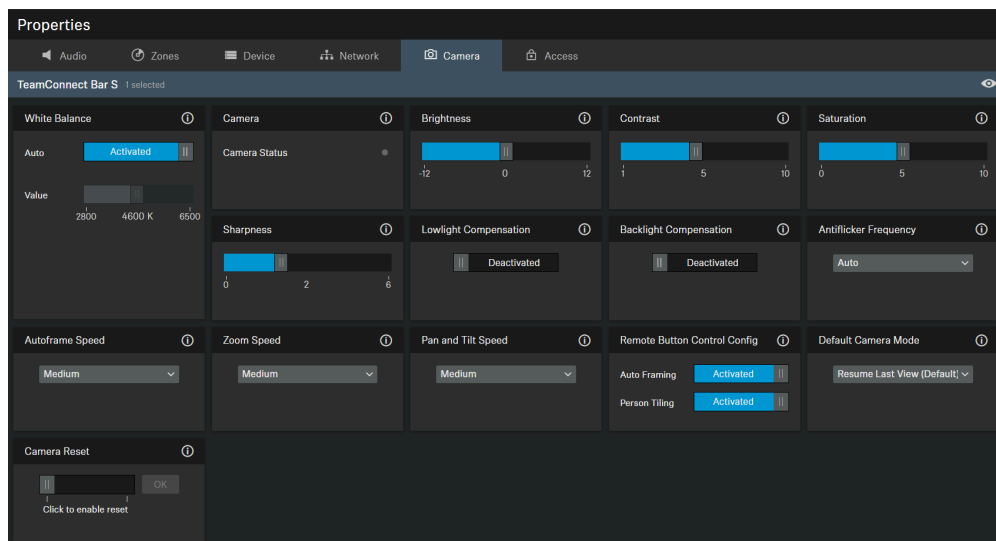 Properties
Audio Zones Device Network Camera Access
TeamConnect Bar S 1 selected
White Balance
Auto Activated
Value
2800 4600 K 6500
Camera
Camera Status
Brightness
-12 0 12
Contrast
1 5 10
Saturation
0 5 10
Sharpness
0 2 6
Lowlight Compensation
Deactivated
Backlight Compensation
Deactivated
Antiflicker Frequency
Auto
Autoframe Speed
Medium
Zoom Speed
Medium
Pan and Tilt Speed
Medium
Remote Button Control Config
Auto Framing Activated
Person Tiling Activated
Default Camera Mode
Resume Last View (Default)
Camera Reset
OK
Click to enable reset